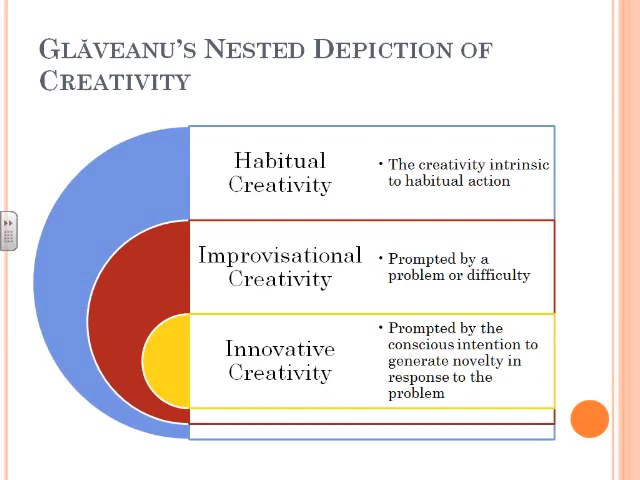 GLĂVEANU'S NESTED DEPICTION OF
CREATIVITY
Habitual
Creativity
• The creativity intrinsic
to habitual action
Improvisational
Creativity
• Prompted by a
problem or difficulty
Innovative
Creativity
• Prompted by the
conscious intention to
generate novelty in
response to the
problem